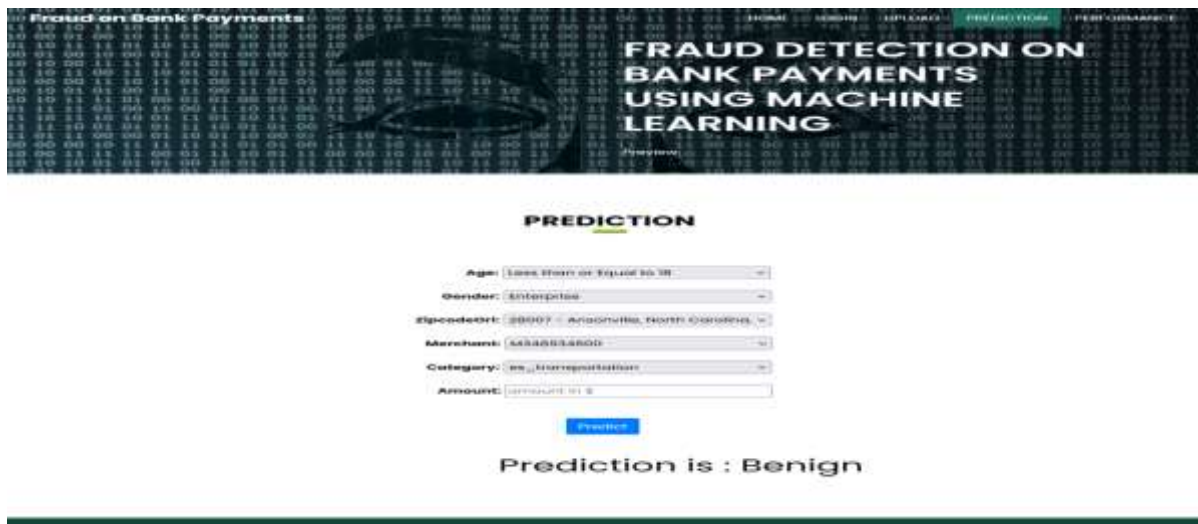 Fraud on Bank Payments
HOME LOGIN UPLOAD PREDICTION PERFORMANCE
FRAUD DETECTION ON
BANK PAYMENTS
USING MACHINE
LEARNING
Preview
PREDICTION
Age: Less than or Equal to 18
Gender: Enterprise
ZipcodeOri: 28007 - Ansonville, North Carolina,
Merchant:
Category: es_transportation
Amount: amount in $
Predict
Prediction is : Benign